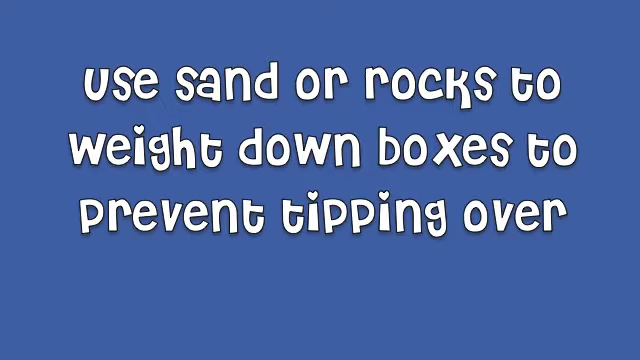 use sand or rocks to
weight down boxes to
prevent tipping over